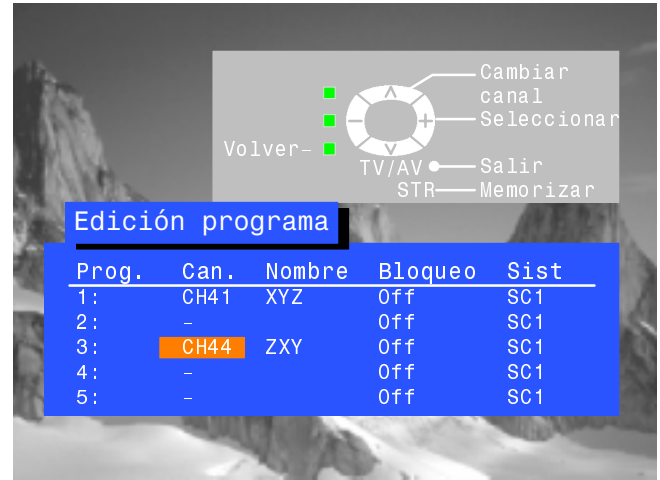 Cambiar
canal
Seleccionar
Volver-
TV/AV Salir
STR Memorizar
Edición programa
Prog. Can. Nombre Bloqueo Sist
1: CH41 XYZ Off SC1
2: - Off SC1
3: CH44 ZXY Off SC1
4: - Off SC1
5: - Off SC1